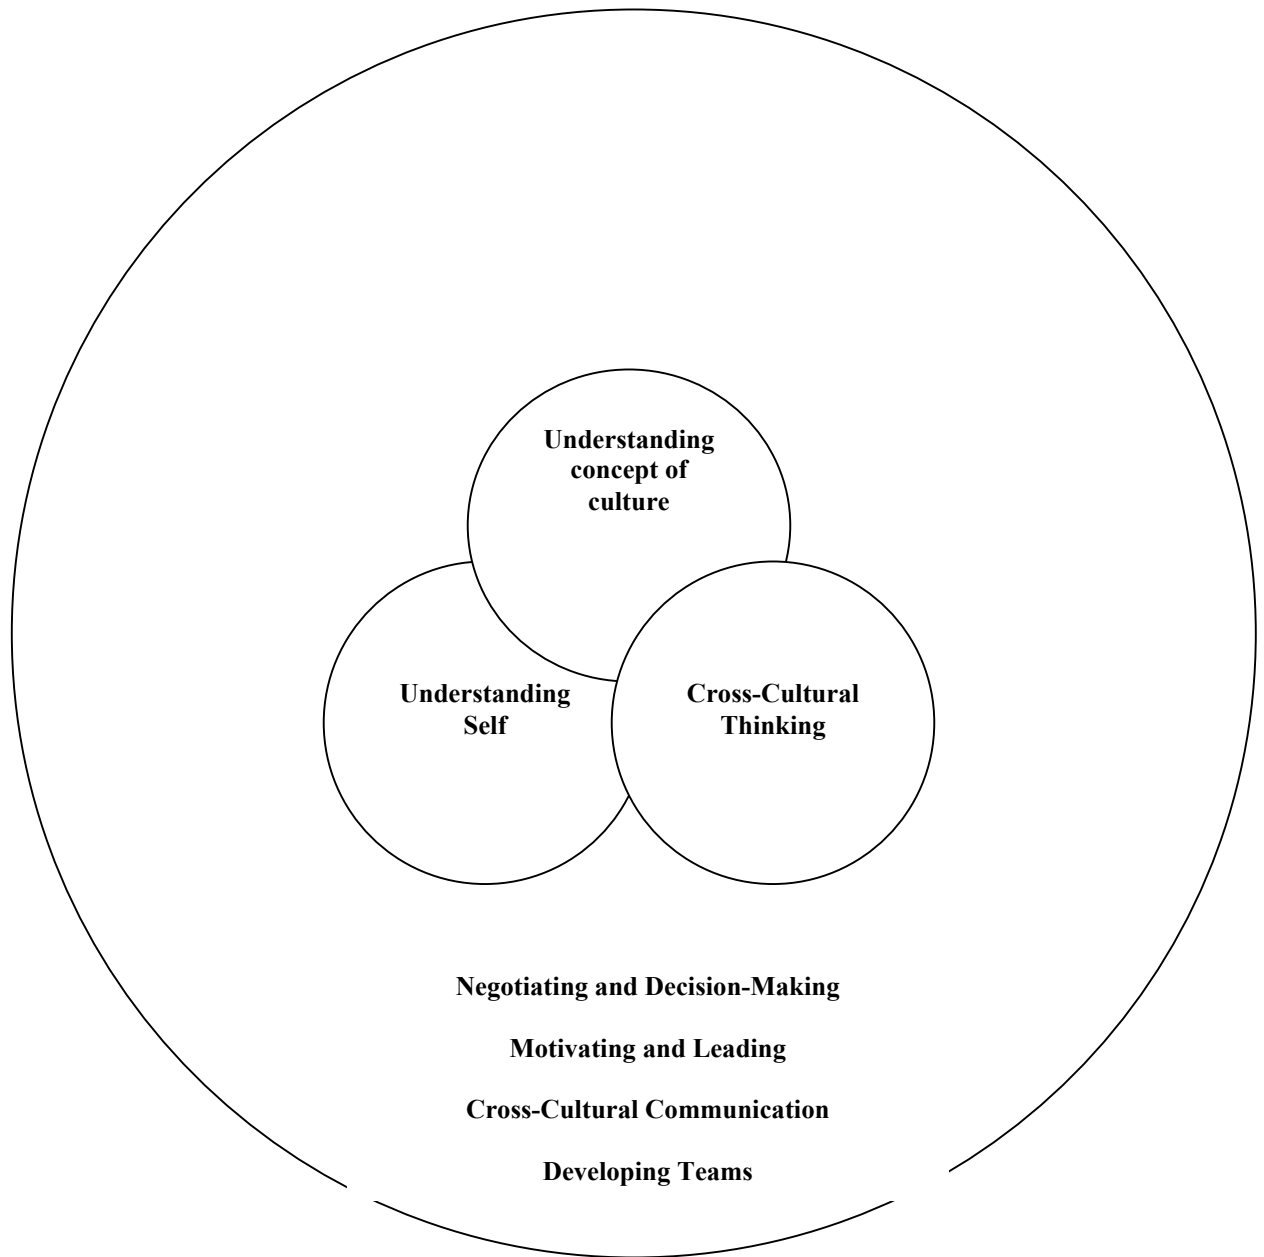 Understanding
concept of
culture
Understanding
Self
Cross-Cultural
Thinking
Negotiating and Decision-Making
Motivating and Leading
Cross-Cultural Communication
Developing Teams